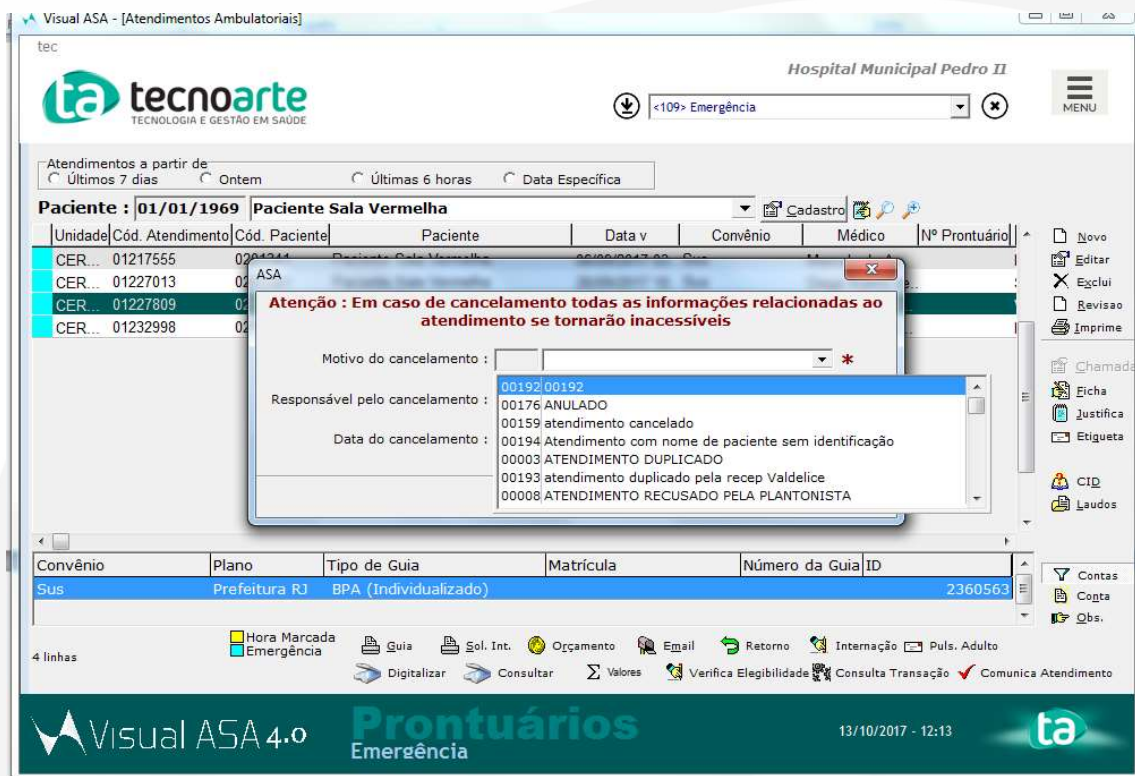 Visual ASA - [Atendimentos Ambulatoriais]
tec
Hospital Municipal Pedro II
ta tecnoarte
TECNOLOGIA E GESTÃO EM SAÚDE
<109> Emergência
MENU
Atendimentos a partir de
Últimos 7 dias Ontem Últimas 6 horas Data Específica
Paciente : 01/01/1969 Paciente Sala Vermelha Cadastro
Unidade Cód. Atendimento Cód. Paciente Paciente Data v Convênio Médico Nº Prontuário
CER... 01217555 0201341 Paciente Sala Vermelha Sus
CER... 01227013 02
CER... 01227809 02
CER... 01232998 02
ASA
Atenção : Em caso de cancelamento todas as informações relacionadas ao
atendimento se tornarão inacessíveis
Motivo do cancelamento : *
Responsável pelo cancelamento :
Data do cancelamento :
00192 00192
00176 ANULADO
00159 atendimento cancelado
00194 Atendimento com nome de paciente sem identificação
00003 ATENDIMENTO DUPLICADO
00193 atendimento duplicado pela recep Valdelice
00008 ATENDIMENTO RECUSADO PELA PLANTONISTA
Novo
Editar
Exclui
Revisao
Imprime
Chamada
Ficha
Justifica
Etiqueta
CID
Laudos
Convênio Plano Tipo de Guia Matrícula Número da Guia ID
Sus Prefeitura RJ BPA (Individualizado) 2360563
Contas
Conta
Obs.
4 linhas
Hora Marcada
Emergência
Guia Sol. Int. Orçamento Email Retorno Internação Puls. Adulto
Digitalizar Consultar Σ Valores Verifica Elegibilidade Consulta Transação Comunica Atendimento
Visual ASA 4.0
Prontuários
Emergência
13/10/2017 - 12:13
ta